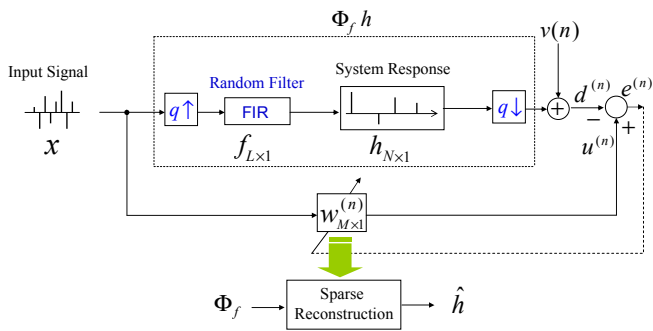 Φ_f h
v(n)
Input Signal
Random Filter
System Response
q↑
FIR
q↓
+
d^(n)
e^(n)
−
+
x
f_{L×1}
h_{N×1}
u^(n)
w^(n)_{M×1}
Φ_f
Sparse
Reconstruction
ĥ